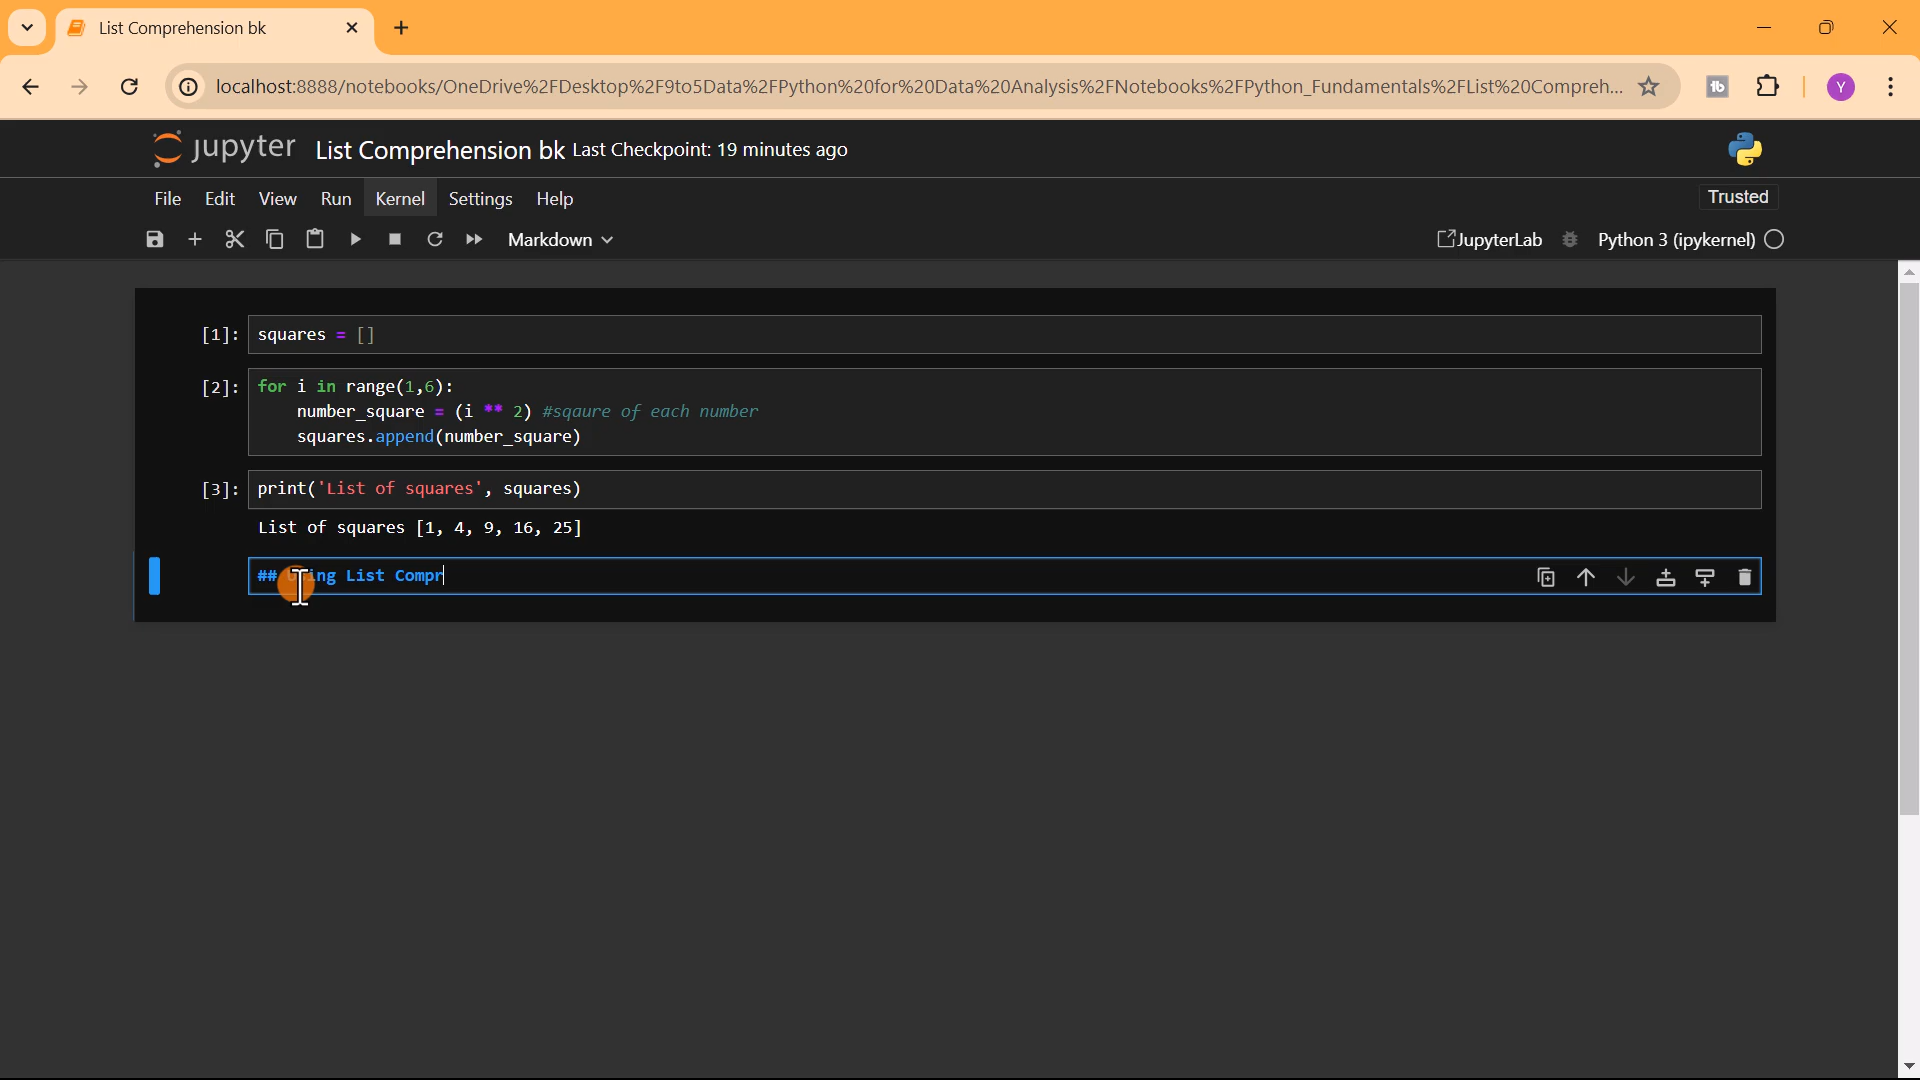 List Comprehension bk
localhost:8888/notebooks/OneDrive%2FDesktop%2F9to5Data%2FPython%20for%20Data%20Analysis%2FNotebooks%2FPython_Fundamentals%2FList%20Compreh...
tb
Y
jupyter List Comprehension bk Last Checkpoint: 19 minutes ago
File Edit View Run Kernel Settings Help Trusted
Markdown JupyterLab Python 3 (ipykernel)
[1]: squares = []
[2]: for i in range(1,6):
number_square = (i ** 2) #sqaure of each number
squares.append(number_square)
[3]: print('List of squares', squares)
List of squares [1, 4, 9, 16, 25]
## Using List Compr